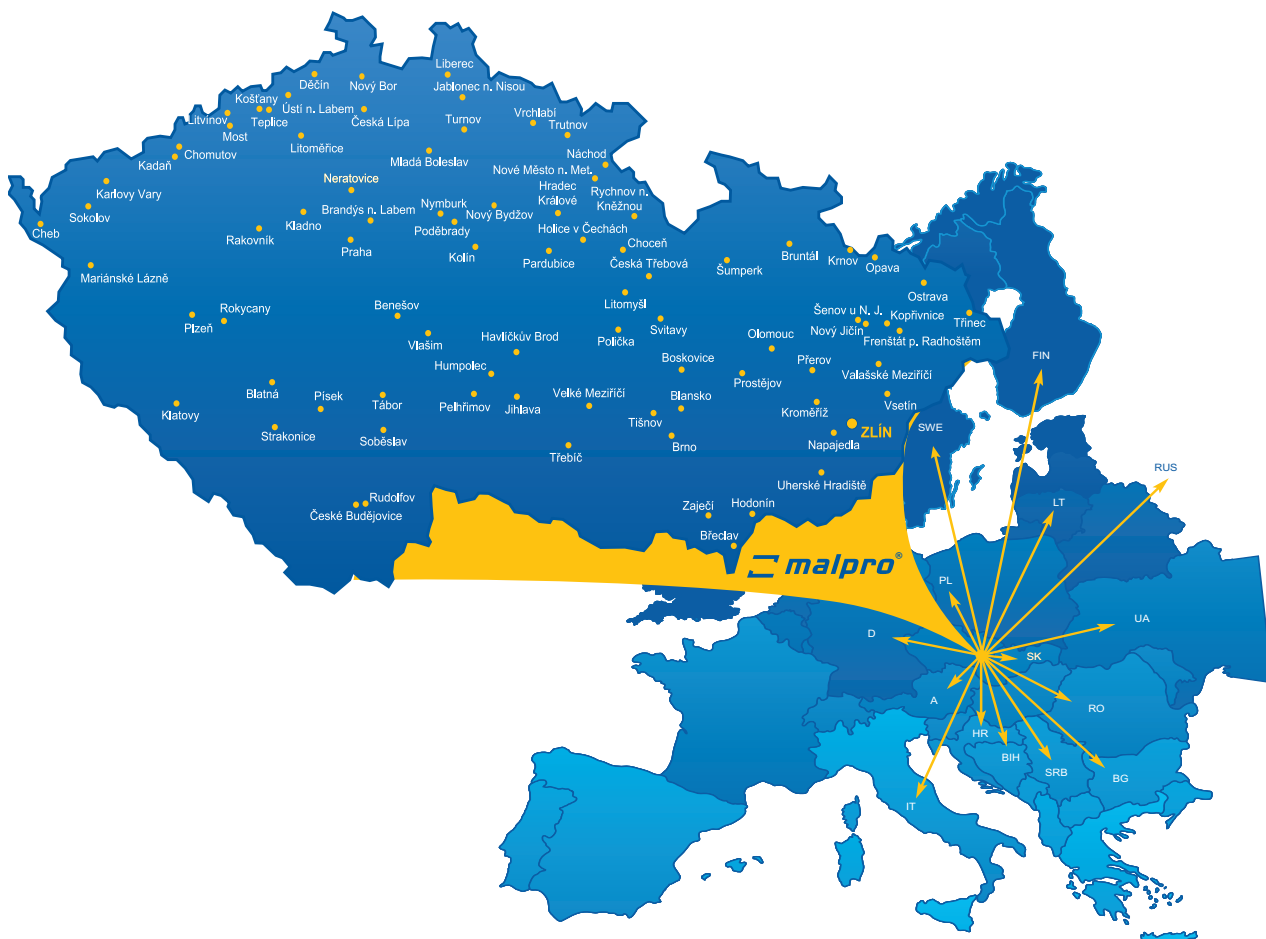 Liberec
Děčín
Nový Bor
Jablonec n. Nisou
Košťany
Ústí n. Labem
Litvínov
Teplice
Česká Lípa
Turnov
Vrchlabí
Trutnov
Most
Litoměřice
Chomutov
Kadaň
Mladá Boleslav
Náchod
Nové Město n. Met.
Karlovy Vary
Neratovice
Hradec
Králové
Rychnov n.
Kněžnou
Sokolov
Brandýs n. Labem
Nymburk
Nový Bydžov
Cheb
Rakovník
Kladno
Poděbrady
Holice v Čechách
Praha
Kolín
Pardubice
Choceň
Česká Třebová
Bruntál
Krnov
Opava
Šumperk
Mariánské Lázně
Ostrava
Litomyšl
Benešov
Rokycany
Plzeň
Šenov u N. J.
Kopřivnice
Třinec
Svitavy
Nový Jičín
Vlašim
Havlíčkův Brod
Polička
Olomouc
Frenštát p. Radhoštěm
FIN
Boskovice
Přerov
Valašské Meziříčí
Humpolec
Prostějov
Blatná
Písek
Tábor
Pelhřimov
Jihlava
Velké Meziříčí
Blansko
Vsetín
Klatovy
Kroměříž
Tišnov
SWE
ZLÍN
Strakonice
Soběslav
Třebíč
Brno
Napajedla
RUS
Uherské Hradiště
Rudolfov
České Budějovice
Zaječí
Hodonín
LT
Břeclav
malpro®
PL
UA
D
SK
A
RO
HR
BIH
SRB
BG
IT